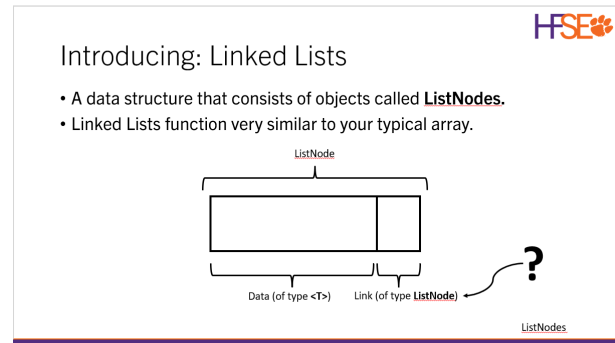 HFSE
Introducing: Linked Lists
• A data structure that consists of objects called ListNodes.
• Linked Lists function very similar to your typical array.
ListNode
?
Data (of type <T>) Link (of type ListNode)
ListNodes